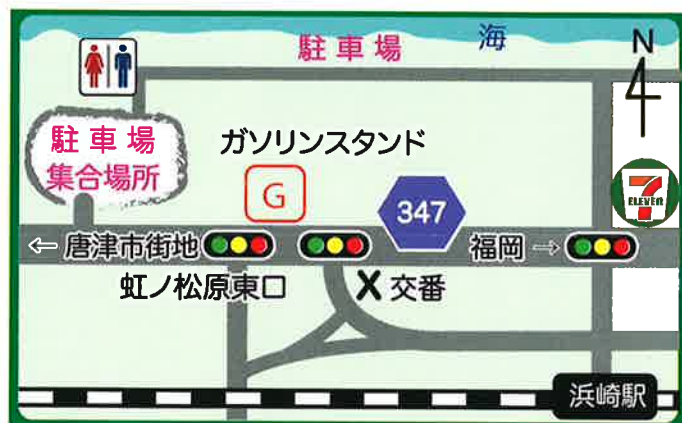 海
駐車場
N
駐車場
集合場所
ガソリンスタンド
G
347
7
ELEVEN
← 唐津市街地
福岡 →
虹ノ松原東口
X 交番
浜崎駅